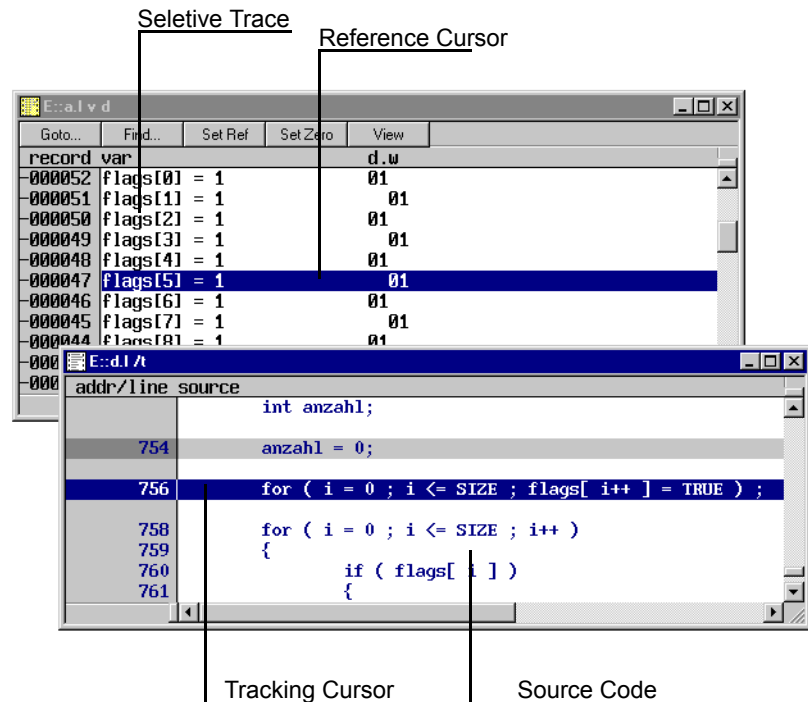 Seletive Trace
Reference Cursor
E::a.l v d
Goto... Find... Set Ref Set Zero View
record var d.w
-000052 flags[0] = 1 01
-000051 flags[1] = 1 01
-000050 flags[2] = 1 01
-000049 flags[3] = 1 01
-000048 flags[4] = 1 01
-000047 flags[5] = 1 01
-000046 flags[6] = 1 01
-000045 flags[7] = 1 01
-000044 flags[8] = 1 01
-000
-000
E::d.l /t
addr/line source
int anzahl;
754 anzahl = 0;
756 for ( i = 0 ; i <= SIZE ; flags[ i++ ] = TRUE ) ;
758 for ( i = 0 ; i <= SIZE ; i++ )
759 {
760 if ( flags[ i ] )
761 {
Tracking Cursor Source Code